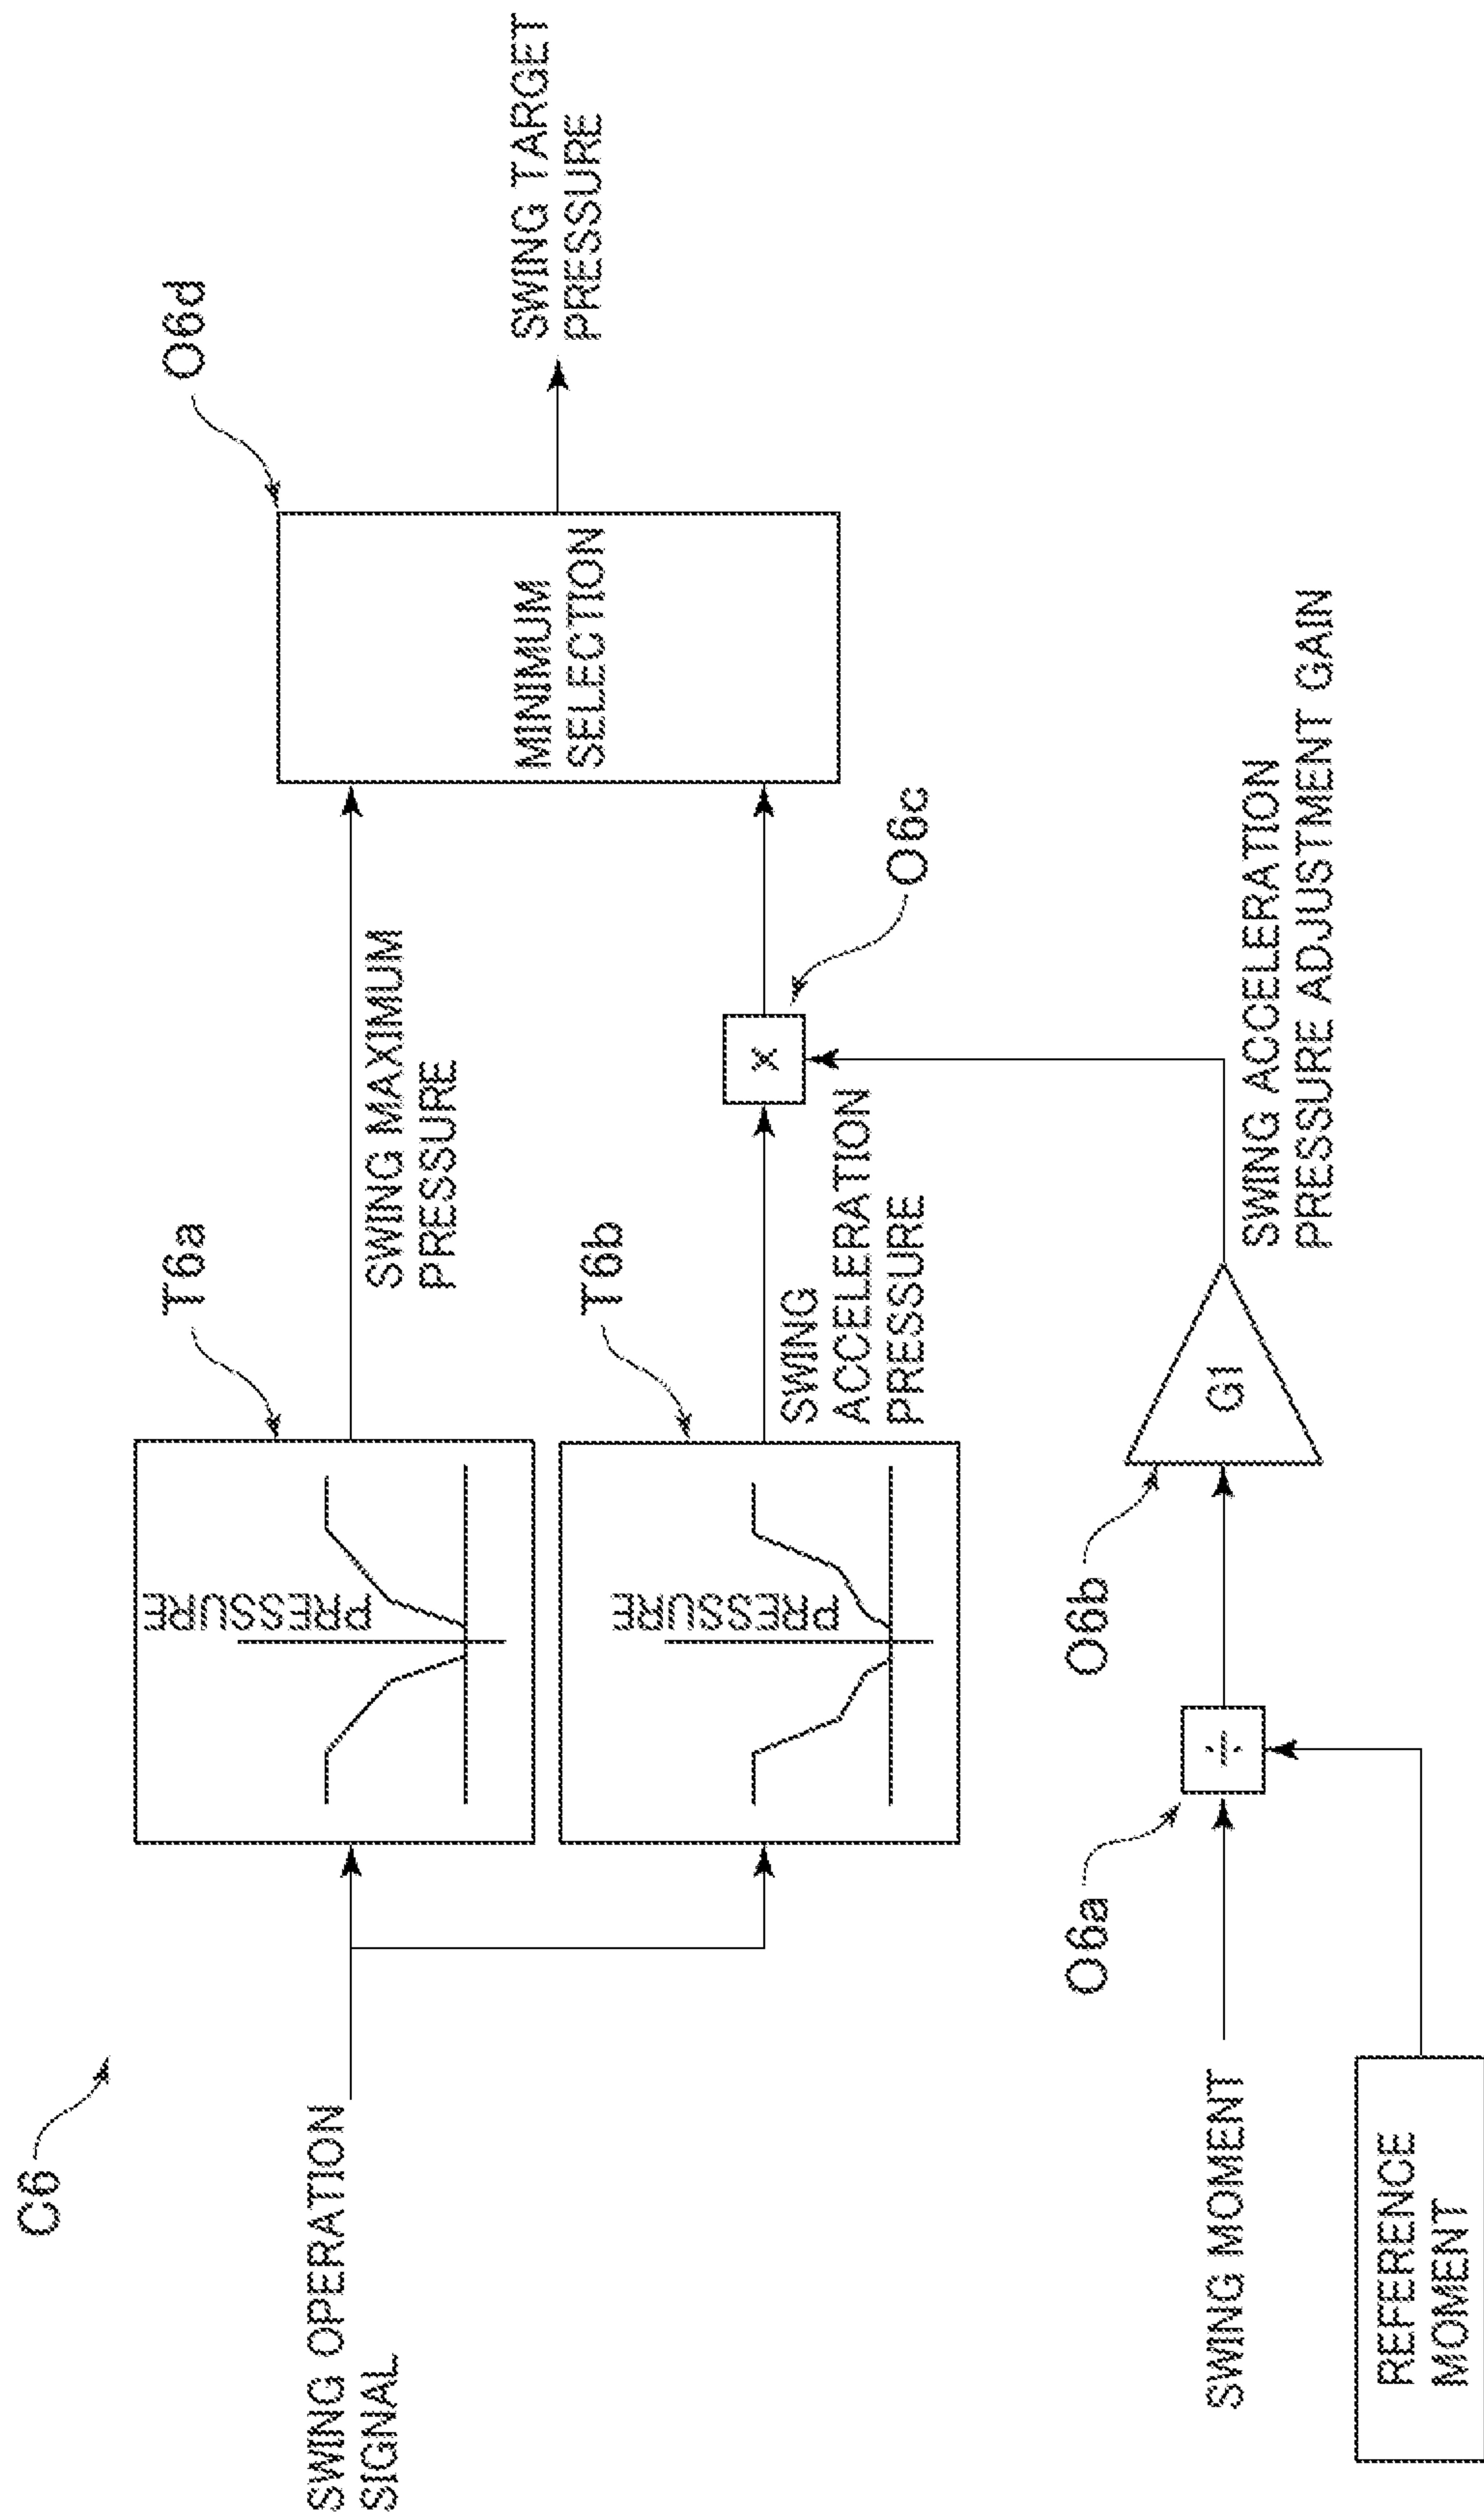 C6
SWING OPERATION
SIGNAL
T6a
PRESSURE
SWING MAXIMUM
PRESSURE
T6b
PRESSURE
SWING
ACCELERATION
PRESSURE
O6d
MINIMUM
SELECTION
SWING TARGET
PRESSURE
×
O6c
SWING MOMENT
O6a
÷
REFERENCE
MOMENT
O6b
G1
SWING ACCELERATION
PRESSURE ADJUSTMENT GAIN